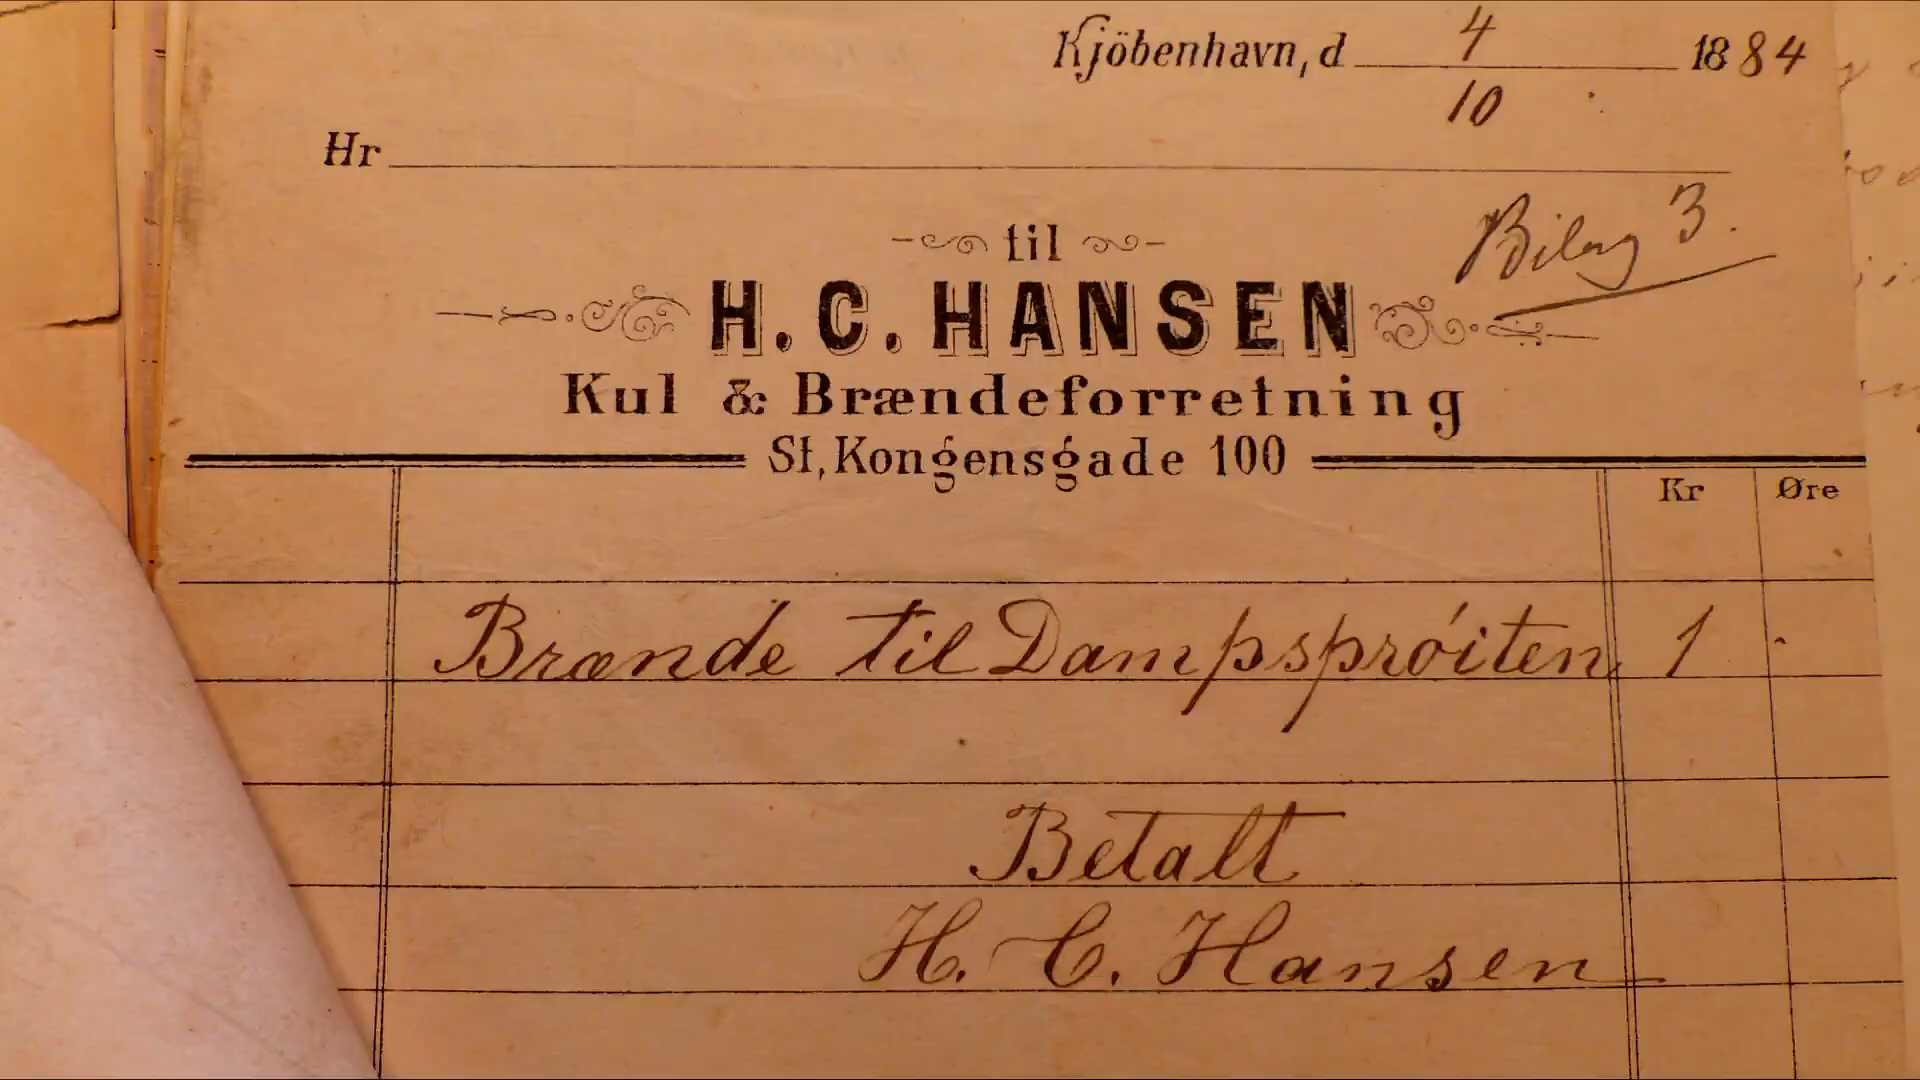 Kjöbenhavn, d 4/10 1884
Hr
Bilag 3.
til
H. C. HANSEN
Kul & Brændeforretning
St, Kongensgade 100
Kr Øre
Brænde til Dampsprøiten 1 -
Betalt
H. C. Hansen